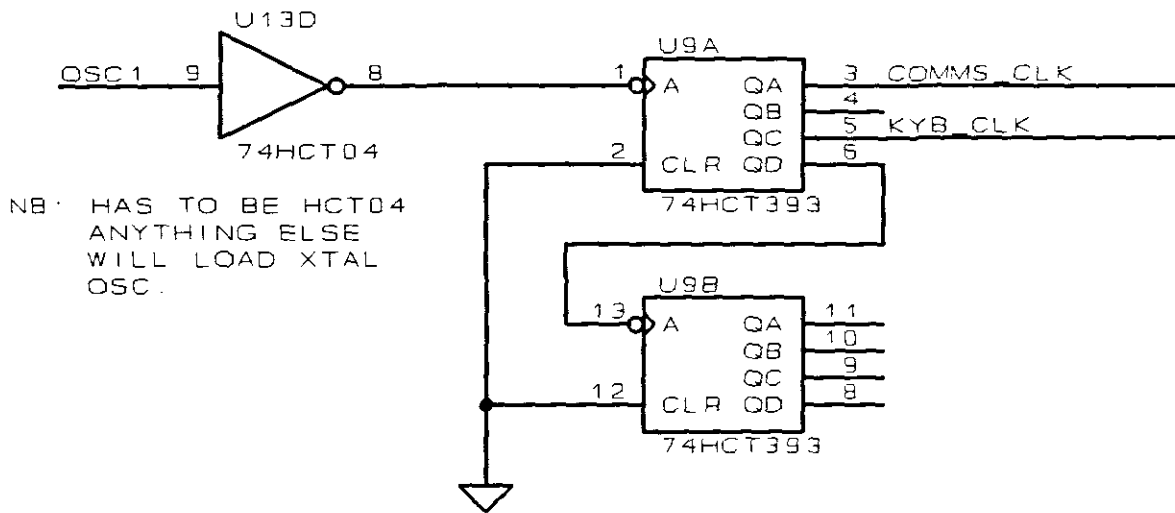 U13D
OSC1 9 8
74HCT04
NB: HAS TO BE HCT04
ANYTHING ELSE
WILL LOAD XTAL
OSC.
U9A
1 A QA 3 COMMS_CLK
QB 4
QC 5 KYB_CLK
2 CLR QD 6
74HCT393
U9B
13 A QA 11
QB 10
QC 9
12 CLR QD 8
74HCT393